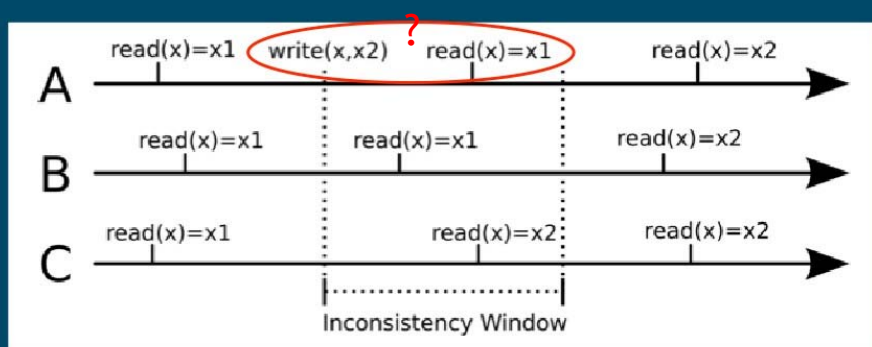 ?
read(x)=x1 write(x,x2) read(x)=x1 read(x)=x2
A
read(x)=x1 read(x)=x1 read(x)=x2
B
read(x)=x1 read(x)=x2 read(x)=x2
C
Inconsistency Window